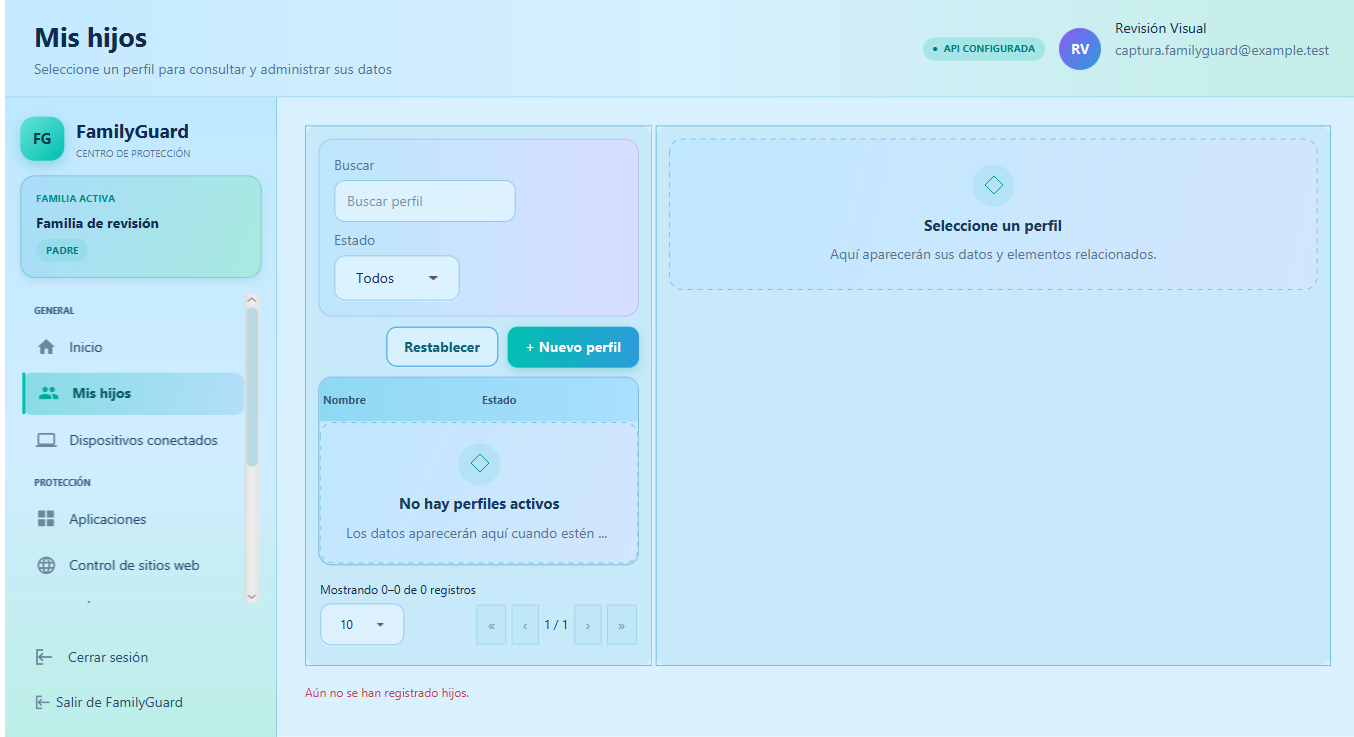 Mis hijos
Seleccione un perfil para consultar y administrar sus datos
• API CONFIGURADA
RV
Revisión Visual
captura.familyguard@example.test
FG
FamilyGuard
CENTRO DE PROTECCIÓN
FAMILIA ACTIVA
Familia de revisión
PADRE
GENERAL
Inicio
Mis hijos
Dispositivos conectados
PROTECCIÓN
Aplicaciones
Control de sitios web
Cerrar sesión
Salir de FamilyGuard
Buscar
Buscar perfil
Estado
Todos
Restablecer
+ Nuevo perfil
Nombre Estado
No hay perfiles activos
Los datos aparecerán aquí cuando estén ...
Mostrando 0–0 de 0 registros
10
« ‹ 1 / 1 › »
Aún no se han registrado hijos.
Seleccione un perfil
Aquí aparecerán sus datos y elementos relacionados.